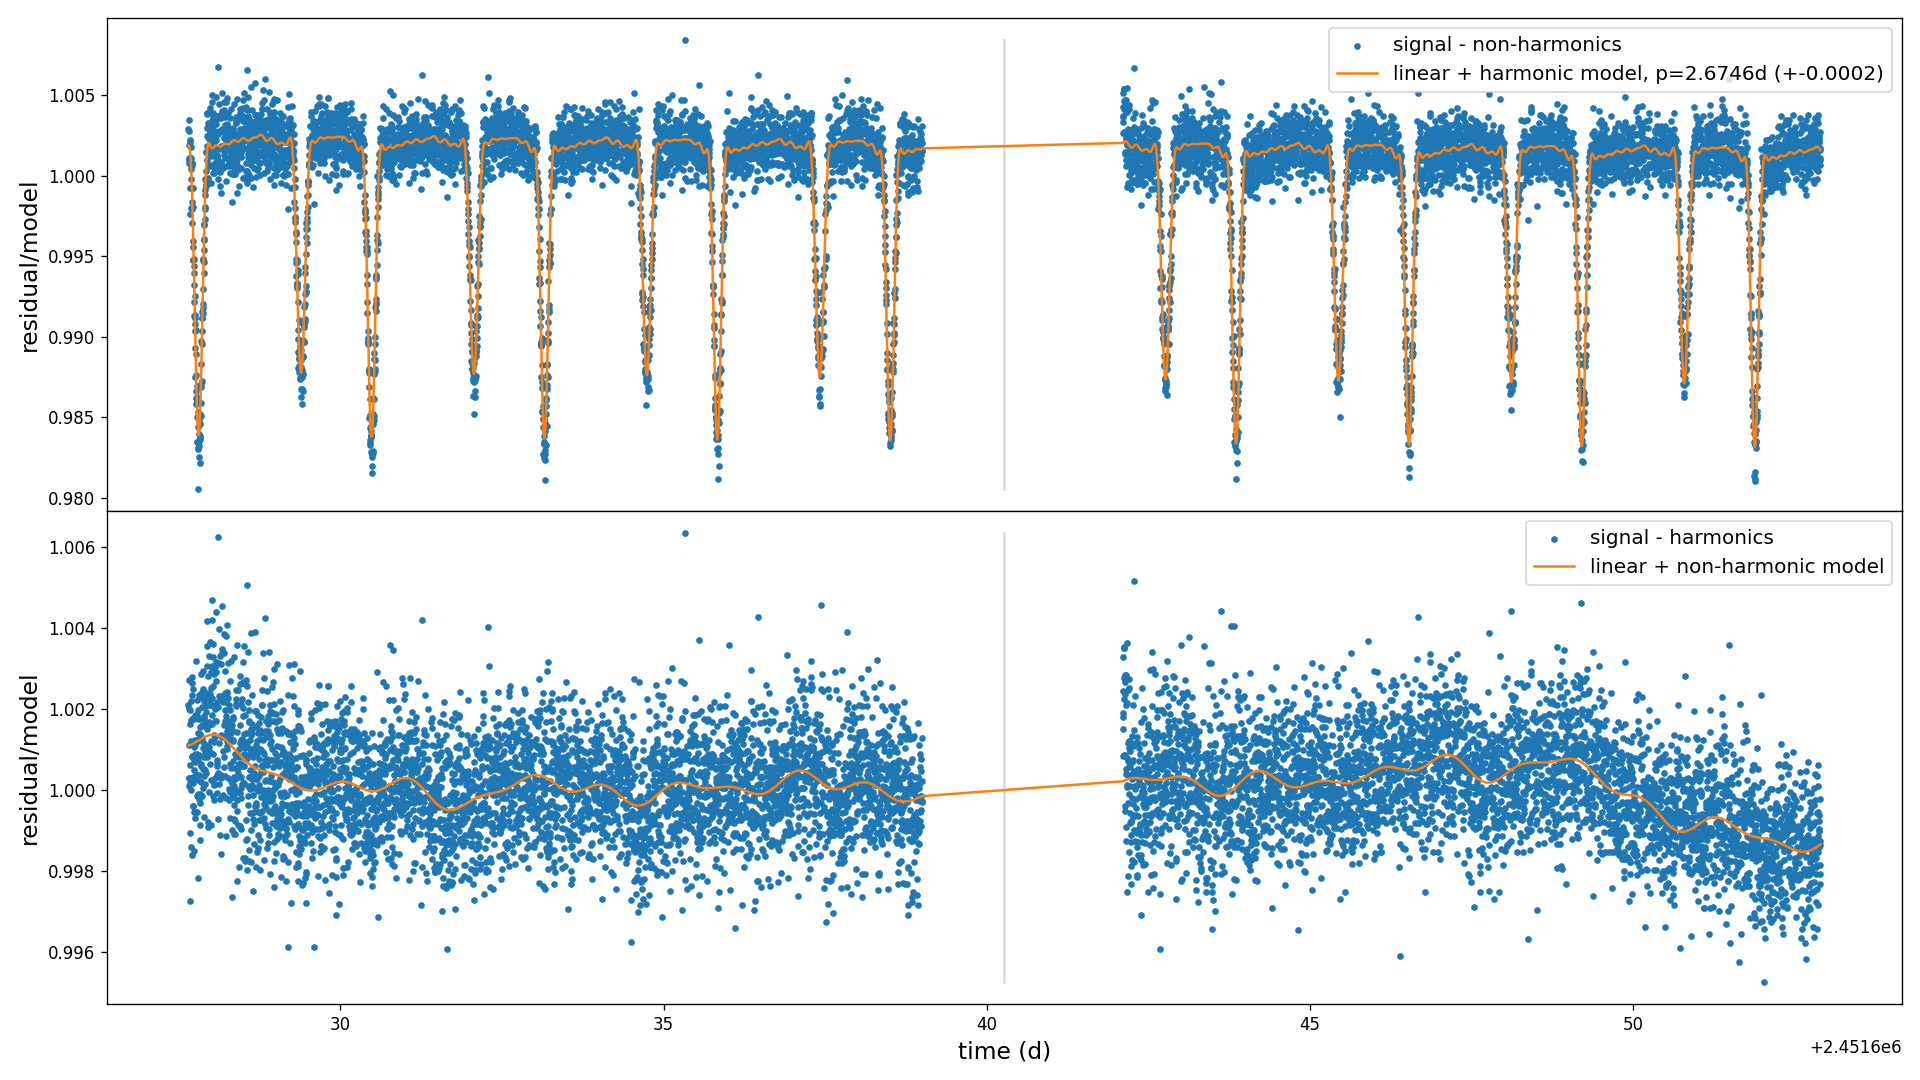 signal - non-harmonics
linear + harmonic model, p=2.6746d (+-0.0002)
1.005
1.000
0.995
0.990
0.985
0.980
residual/model
signal - harmonics
linear + non-harmonic model
1.006
1.004
1.002
1.000
0.998
0.996
residual/model
30
35
40
45
50
time (d)
+2.4516e6